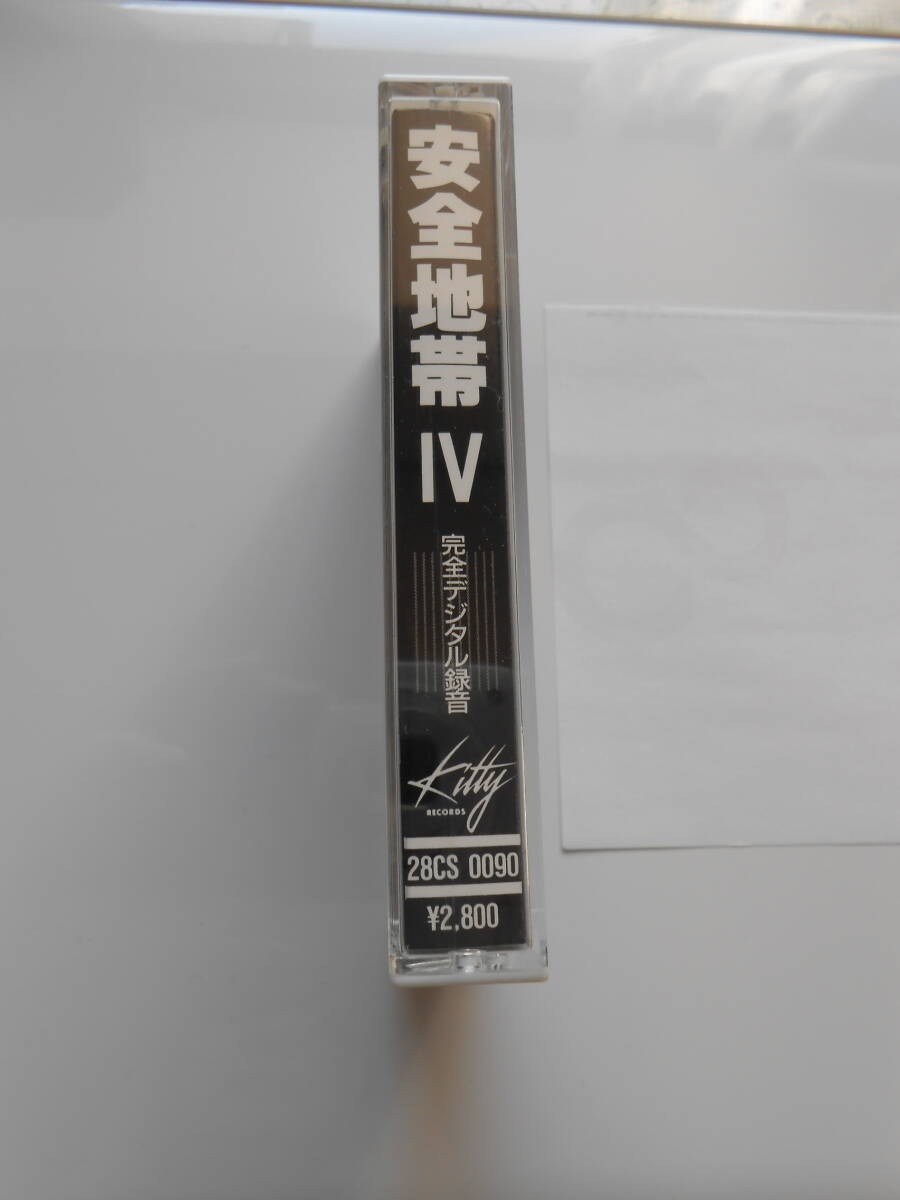 安全地帯 IV
完全デジタル録音
Kitty
RECORDS
28CS 0090
¥2,800